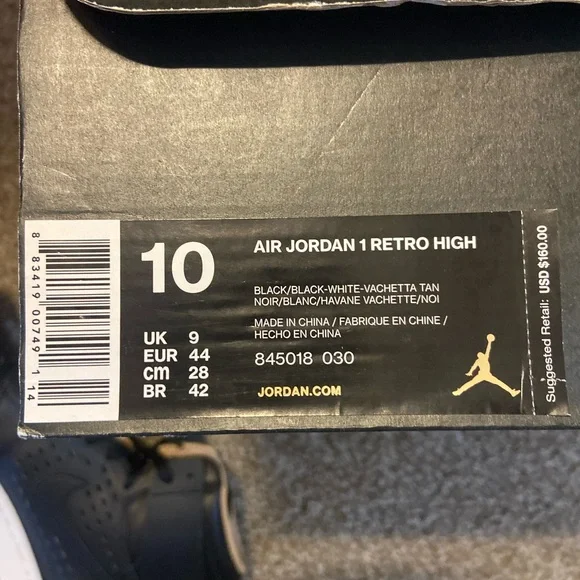 8 83419 00749 1 14
10
UK 9
EUR 44
cm 28
BR 42
AIR JORDAN 1 RETRO HIGH
BLACK/BLACK-WHITE-VACHETTA TAN
NOIR/BLANC/HAVANE VACHETTE/NOI
MADE IN CHINA / FABRIQUE EN CHINE /
HECHO EN CHINA
845018 030
JORDAN.COM
Suggested Retail: USD $160.00